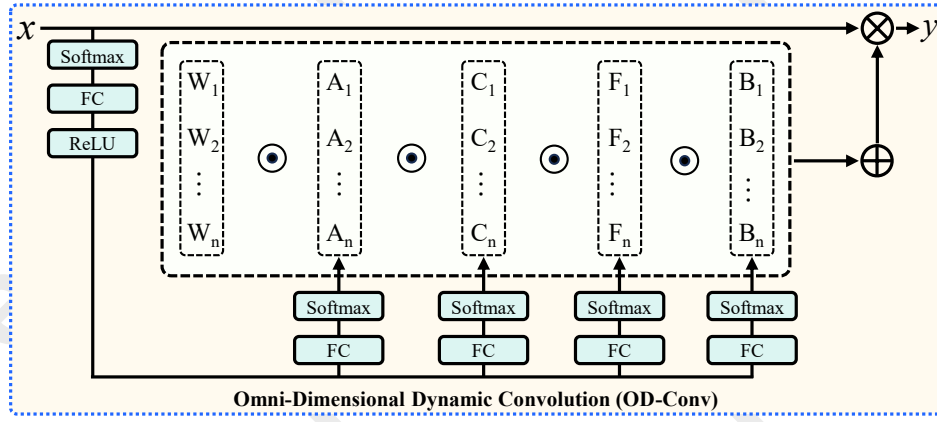 x
y
Softmax
FC
ReLU
W1 A1 C1 F1 B1
W2 A2 C2 F2 B2
⋮ ⋮ ⋮ ⋮ ⋮
Wn An Cn Fn Bn
Softmax Softmax Softmax Softmax
FC FC FC FC
Omni-Dimensional Dynamic Convolution (OD-Conv)